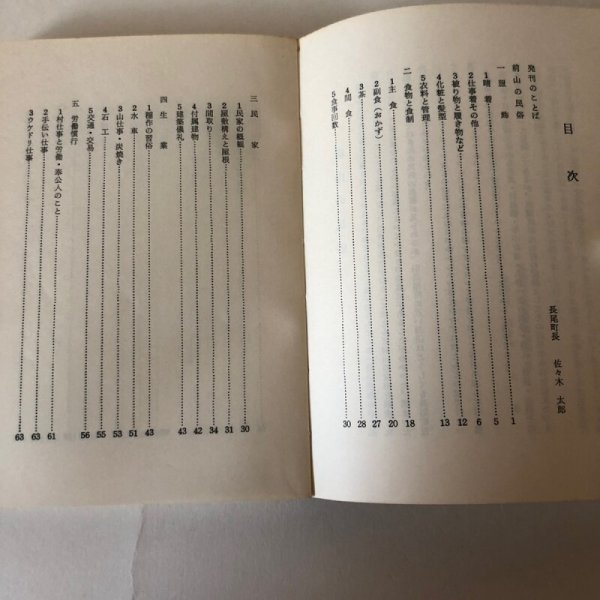 目次
発刊のことば 長尾町長 佐々木 太郎
前山の民俗
一 服飾
1晴着……1
2仕事着その他……5
3被り物と履き物など……6
4化粧と髪型……12
5衣料と管理……13
二 食物と食制
1主食……18
2副食(おかず)……20
3茶……27
4間食……28
5食事回数……30
三 民家
1民家の概観……30
2屋敷構えと屋根……31
3間取り……34
4付属建物……42
5建築儀礼……43
四 生業
1稲作の習俗……43
2水車……51
3山仕事・炭焼き……53
4石工……55
5交通・交易……56
五 労働慣行
1村仕事と労働・奉公人のこと……61
2手伝い仕事……63
3ウケドリ仕事……63